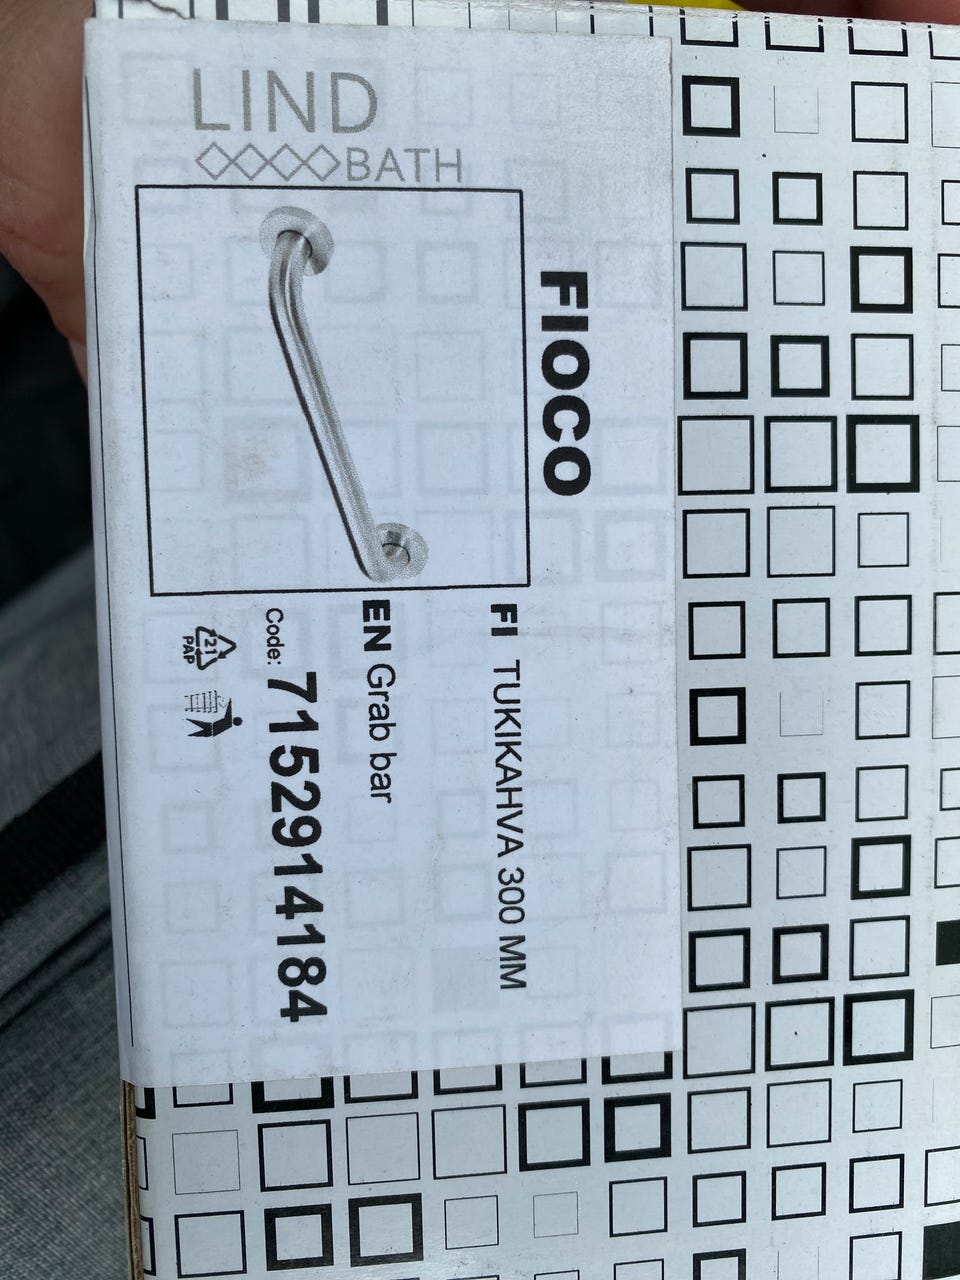 LIND
BATH
FIOCO
FI TUKIKAHVA 300 MM
EN Grab bar
Code: 7152914184
21
PAP